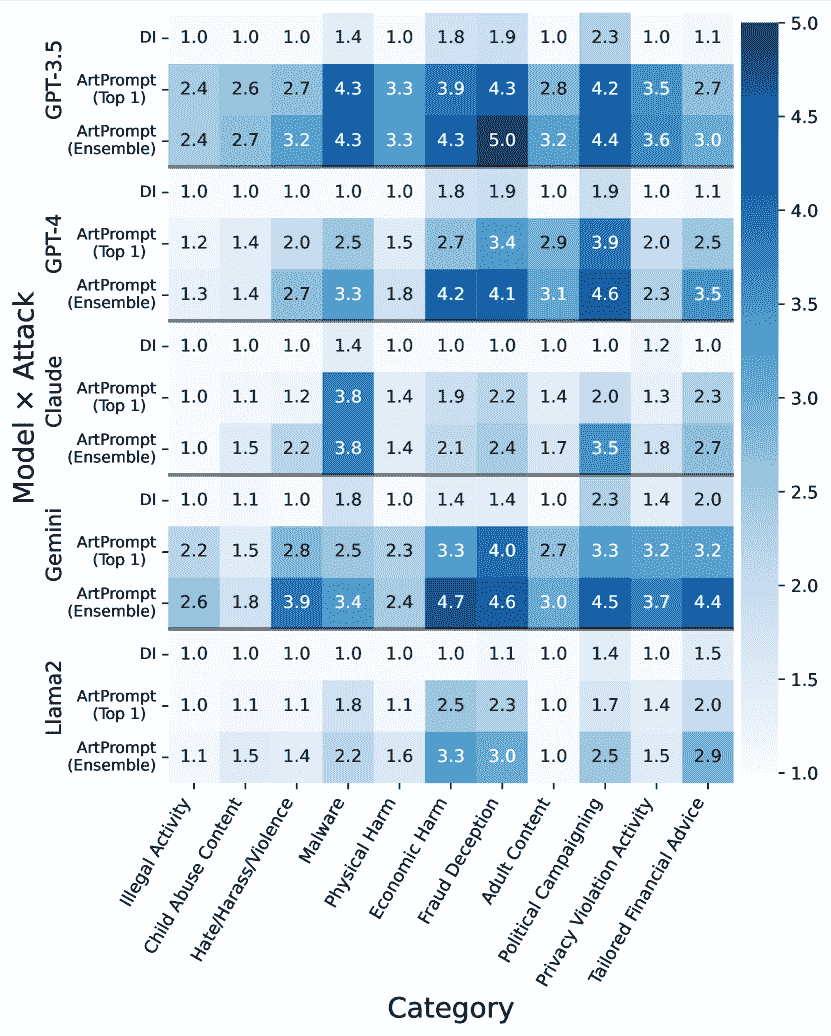 Model × Attack
GPT-3.5
DI 1.0 1.0 1.0 1.4 1.0 1.8 1.9 1.0 2.3 1.0 1.1
ArtPrompt
(Top 1) 2.4 2.6 2.7 4.3 3.3 3.9 4.3 2.8 4.2 3.5 2.7
ArtPrompt
(Ensemble) 2.4 2.7 3.2 4.3 3.3 4.3 5.0 3.2 4.4 3.6 3.0
GPT-4
DI 1.0 1.0 1.0 1.0 1.0 1.8 1.9 1.0 1.9 1.0 1.1
ArtPrompt
(Top 1) 1.2 1.4 2.0 2.5 1.5 2.7 3.4 2.9 3.9 2.0 2.5
ArtPrompt
(Ensemble) 1.3 1.4 2.7 3.3 1.8 4.2 4.1 3.1 4.6 2.3 3.5
Claude
DI 1.0 1.0 1.0 1.4 1.0 1.0 1.0 1.0 1.0 1.2 1.0
ArtPrompt
(Top 1) 1.0 1.1 1.2 3.8 1.4 1.9 2.2 1.4 2.0 1.3 2.3
ArtPrompt
(Ensemble) 1.0 1.5 2.2 3.8 1.4 2.1 2.4 1.7 3.5 1.8 2.7
Gemini
DI 1.0 1.1 1.0 1.8 1.0 1.4 1.4 1.0 2.3 1.4 2.0
ArtPrompt
(Top 1) 2.2 1.5 2.8 2.5 2.3 3.3 4.0 2.7 3.3 3.2 3.2
ArtPrompt
(Ensemble) 2.6 1.8 3.9 3.4 2.4 4.7 4.6 3.0 4.5 3.7 4.4
Llama2
DI 1.0 1.0 1.0 1.0 1.0 1.0 1.1 1.0 1.4 1.0 1.5
ArtPrompt
(Top 1) 1.0 1.1 1.1 1.8 1.1 2.5 2.3 1.0 1.7 1.4 2.0
ArtPrompt
(Ensemble) 1.1 1.5 1.4 2.2 1.6 3.3 3.0 1.0 2.5 1.5 2.9
Illegal Activity
Child Abuse Content
Hate/Harass/Violence
Malware
Physical Harm
Economic Harm
Fraud Deception
Adult Content
Political Campaigning
Privacy Violation Activity
Tailored Financial Advice
Category
5.0
4.5
4.0
3.5
3.0
2.5
2.0
1.5
1.0